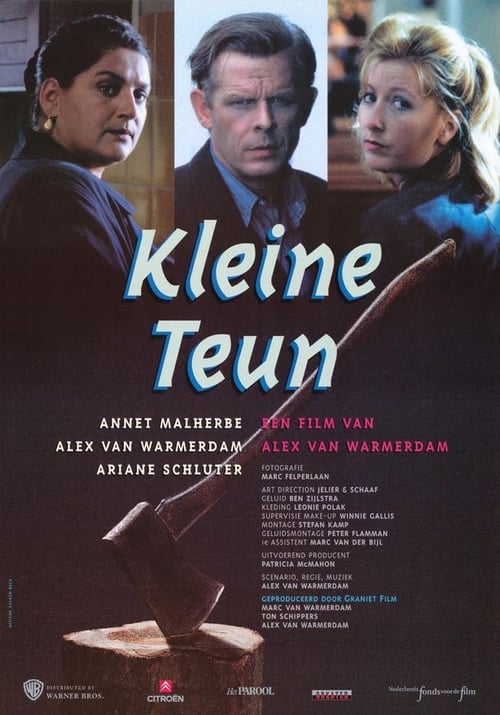 Kleine
Teun
ANNET MALHERBE
ALEX VAN WARMERDAM
ARIANE SCHLUTER
EEN FILM VAN
ALEX VAN WARMERDAM
FOTOGRAFIE
MARC FELPERLAAN
ART DIRECTION JELIER & SCHAAF
GELUID BEN ZIJLSTRA
KLEDING LEONIE POLAK
SUPERVISIE MAKE-UP WINNIE GALLIS
MONTAGE STEFAN KAMP
GELUIDSMONTAGE PETER FLAMMAN
1e ASSISTENT MARC VAN DER BIJL
UITVOEREND PRODUCENT
PATRICIA McMAHON
SCENARIO, REGIE, MUZIEK
ALEX VAN WARMERDAM
GEPRODUCEERD DOOR GRANIET FILM
MARC VAN WARMERDAM
TON SCHIPPERS
ALEX VAN WARMERDAM
WB
DISTRIBUTED BY
WARNER BROS.
CITROËN
Het PAROOL
Nederlands fonds voor de film